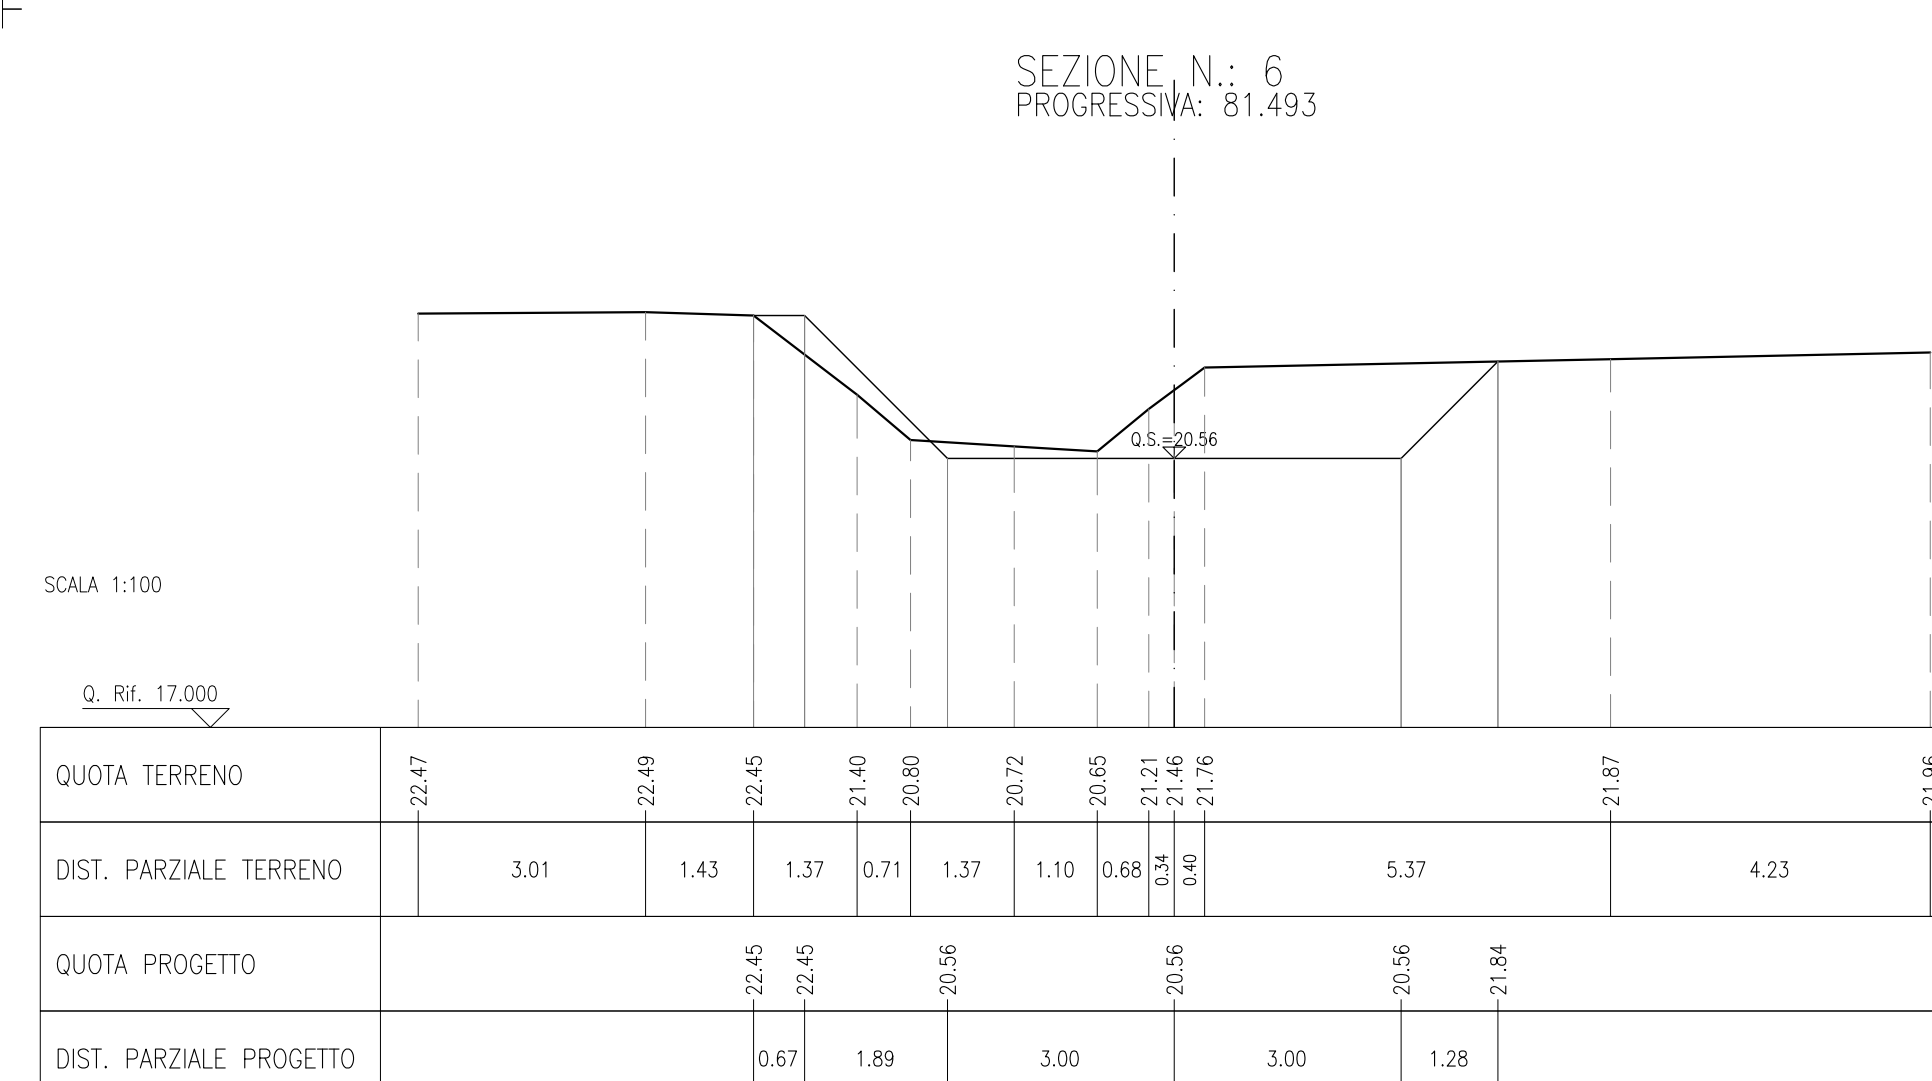 SEZIONE N.: 6
PROGRESSIVA: 81.493
Q.S.=20.56
SCALA 1:100
Q. Rif. 17.000
QUOTA TERRENO 22.47 22.49 22.45 21.40 20.80 20.72 20.65 21.21 21.46 21.76 21.87 21.96
DIST. PARZIALE TERRENO 3.01 1.43 1.37 0.71 1.37 1.10 0.68 0.34 0.40 5.37 4.23
QUOTA PROGETTO 22.45 22.45 20.56 20.56 20.56 21.84
DIST. PARZIALE PROGETTO 0.67 1.89 3.00 3.00 1.28